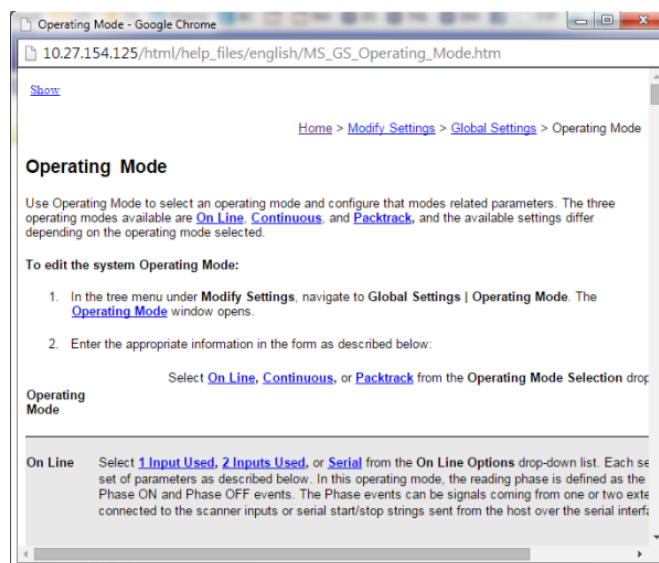 Operating Mode - Google Chrome
10.27.154.125/html/help_files/english/MS_GS_Operating_Mode.htm
Show
Home > Modify Settings > Global Settings > Operating Mode
Operating Mode
Use Operating Mode to select an operating mode and configure that modes related parameters. The three
operating modes available are On Line, Continuous, and Packtrack, and the available settings differ
depending on the operating mode selected.
To edit the system Operating Mode:
1. In the tree menu under Modify Settings, navigate to Global Settings | Operating Mode. The
Operating Mode window opens.
2. Enter the appropriate information in the form as described below:
Select On Line, Continuous, or Packtrack from the Operating Mode Selection drop
Operating
Mode
On Line Select 1 Input Used, 2 Inputs Used, or Serial from the On Line Options drop-down list. Each se
set of parameters as described below. In this operating mode, the reading phase is defined as the
Phase ON and Phase OFF events. The Phase events can be signals coming from one or two exte
connected to the scanner inputs or serial start/stop strings sent from the host over the serial interfa